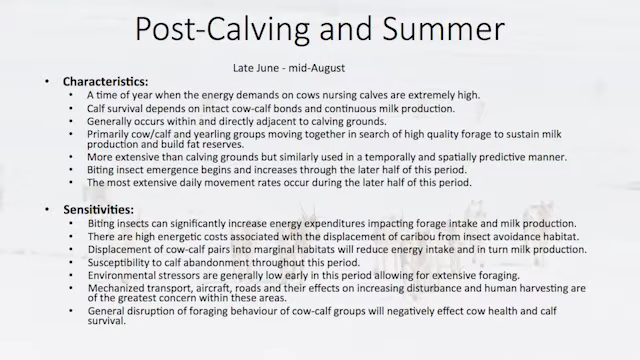 Post-Calving and Summer
Late June - mid-August
• Characteristics:
• A time of year when the energy demands on cows nursing calves are extremely high.
• Calf survival depends on intact cow-calf bonds and continuous milk production.
• Generally occurs within and directly adjacent to calving grounds.
• Primarily cow/calf and yearling groups moving together in search of high quality forage to sustain milk
production and build fat reserves.
• More extensive than calving grounds but similarly used in a temporally and spatially predictive manner.
• Biting insect emergence begins and increases through the later half of this period.
• The most extensive daily movement rates occur during the later half of this period.
• Sensitivities:
• Biting insects can significantly increase energy expenditures impacting forage intake and milk production.
• There are high energetic costs associated with the displacement of caribou from insect avoidance habitat.
• Displacement of cow-calf pairs into marginal habitats will reduce energy intake and in turn milk production.
• Susceptibility to calf abandonment throughout this period.
• Environmental stressors are generally low early in this period allowing for extensive foraging.
• Mechanized transport, aircraft, roads and their effects on increasing disturbance and human harvesting are
of the greatest concern within these areas.
• General disruption of foraging behaviour of cow-calf groups will negatively effect cow health and calf
survival.